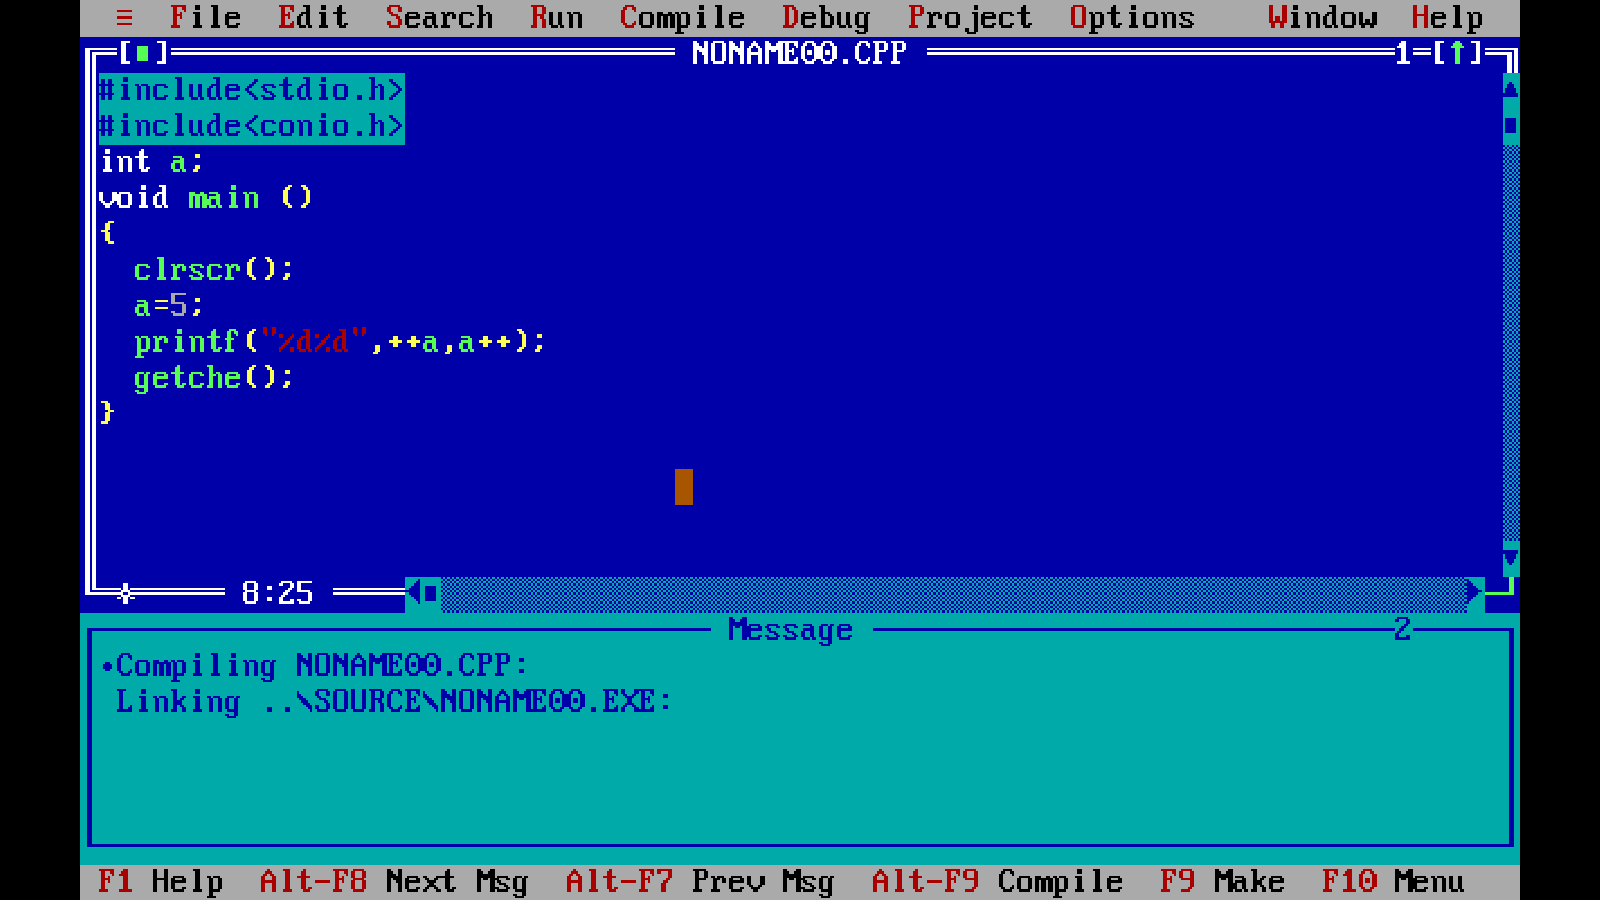 ≡ File Edit Search Run Compile Debug Project Options Window Help
[■] NONAME00.CPP 1=[↑]
#include<stdio.h>
#include<conio.h>
int a;
void main ()
{
  clrscr();
  a=5;
  printf("%d%d",++a,a++);
  getche();
}
8:25
Message 2
•Compiling NONAME00.CPP:
Linking ..\SOURCE\NONAME00.EXE:
F1 Help Alt-F8 Next Msg Alt-F7 Prev Msg Alt-F9 Compile F9 Make F10 Menu